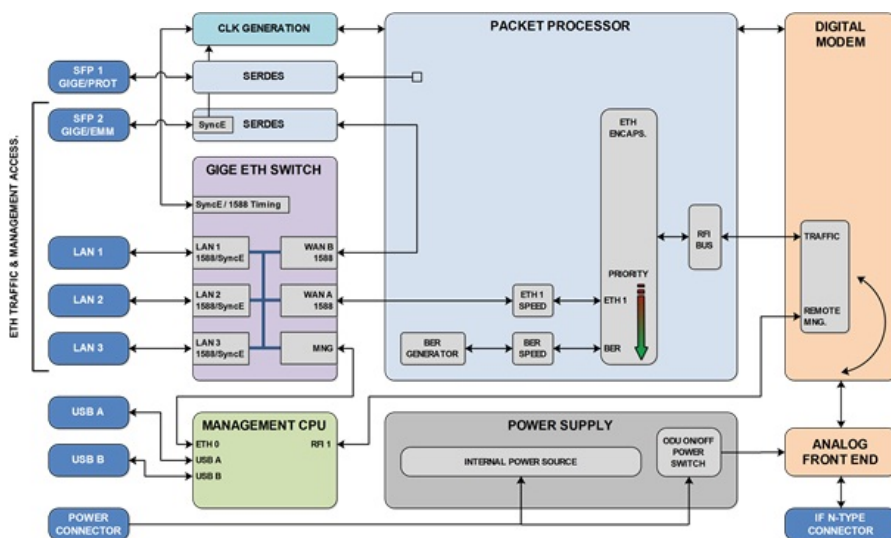 CLK GENERATION
PACKET PROCESSOR
DIGITAL
MODEM
SFP 1
GIGE/PROT
SERDES
SFP 2
GIGE/EMM
SyncE
SERDES
ETH
ENCAPS.
ETH TRAFFIC & MANAGEMENT ACCESS.
GIGE ETH SWITCH
SyncE / 1588 Timing
LAN 1
LAN 1
1588/SyncE
WAN B
1588
RFI
BUS
TRAFFIC
LAN 2
LAN 2
1588/SyncE
WAN A
1588
ETH 1
SPEED
PRIORITY
ETH 1
REMOTE
MNG.
LAN 3
LAN 3
1588/SyncE
MNG
BER
GENERATOR
BER
SPEED
BER
USB A
MANAGEMENT CPU
POWER SUPPLY
ETH 0
RFI 1
USB A
USB B
USB B
INTERNAL POWER SOURCE
ODU ON/OFF
POWER
SWITCH
ANALOG
FRONT END
POWER
CONNECTOR
IF N-TYPE
CONNECTOR